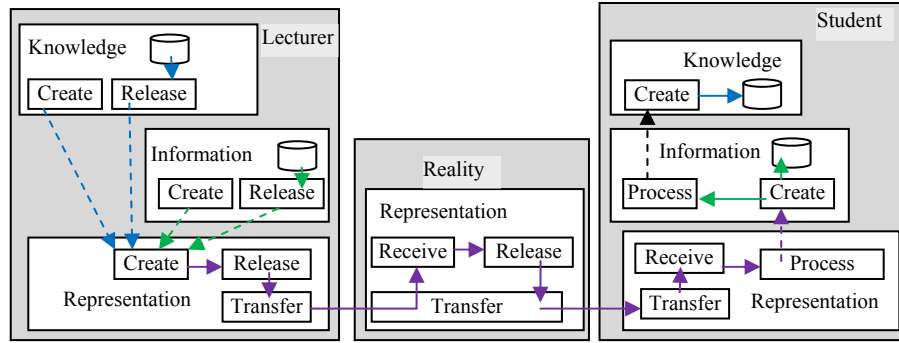 Lecturer
Knowledge
Create
Release
Information
Create
Release
Create
Release
Representation
Transfer
Reality
Representation
Receive
Release
Transfer
Student
Knowledge
Create
Information
Process
Create
Receive
Process
Transfer
Representation